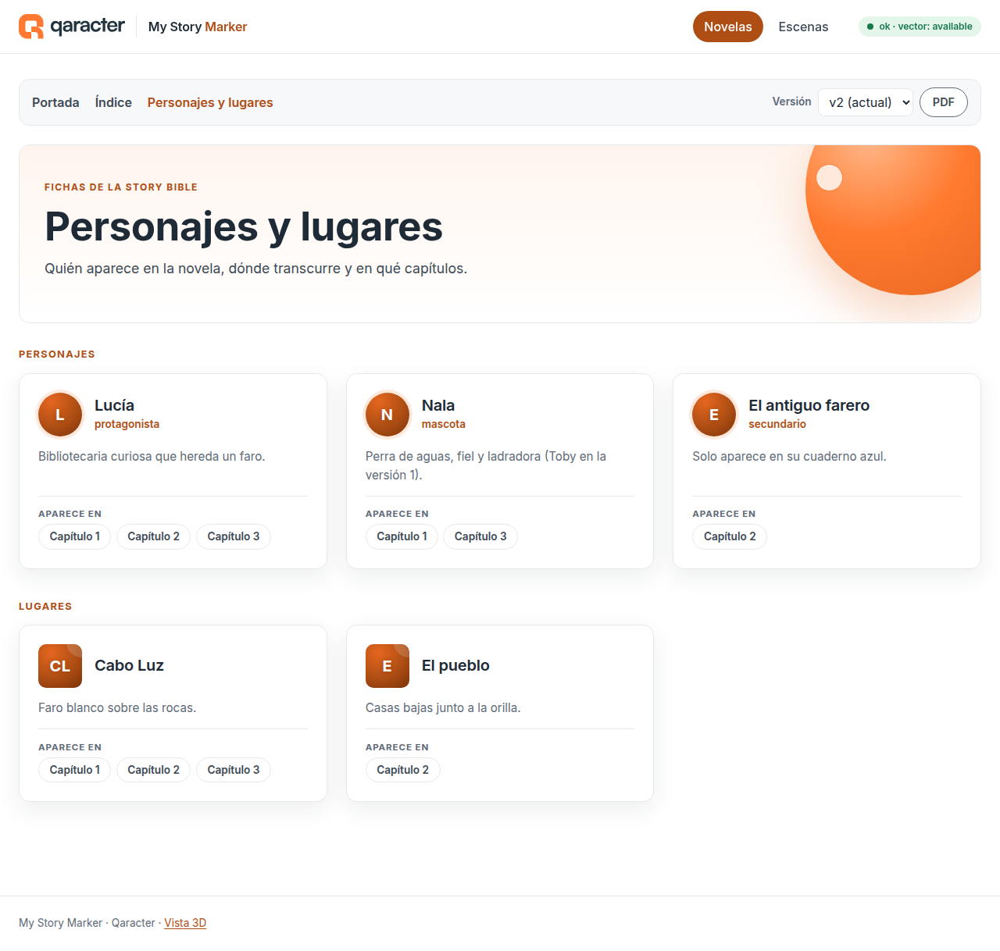 qaracter
My Story Marker
Novelas
Escenas
ok · vector: available
Portada
Índice
Personajes y lugares
Versión
v2 (actual)
PDF
FICHAS DE LA STORY BIBLE
Personajes y lugares
Quién aparece en la novela, dónde transcurre y en qué capítulos.
PERSONAJES
L
Lucía
protagonista
Bibliotecaria curiosa que hereda un faro.
APARECE EN
Capítulo 1
Capítulo 2
Capítulo 3
N
Nala
mascota
Perra de aguas, fiel y ladradora (Toby en la
versión 1).
APARECE EN
Capítulo 1
Capítulo 3
E
El antiguo farero
secundario
Solo aparece en su cuaderno azul.
APARECE EN
Capítulo 2
LUGARES
CL
Cabo Luz
Faro blanco sobre las rocas.
APARECE EN
Capítulo 1
Capítulo 2
Capítulo 3
E
El pueblo
Casas bajas junto a la orilla.
APARECE EN
Capítulo 2
My Story Marker · Qaracter · Vista 3D